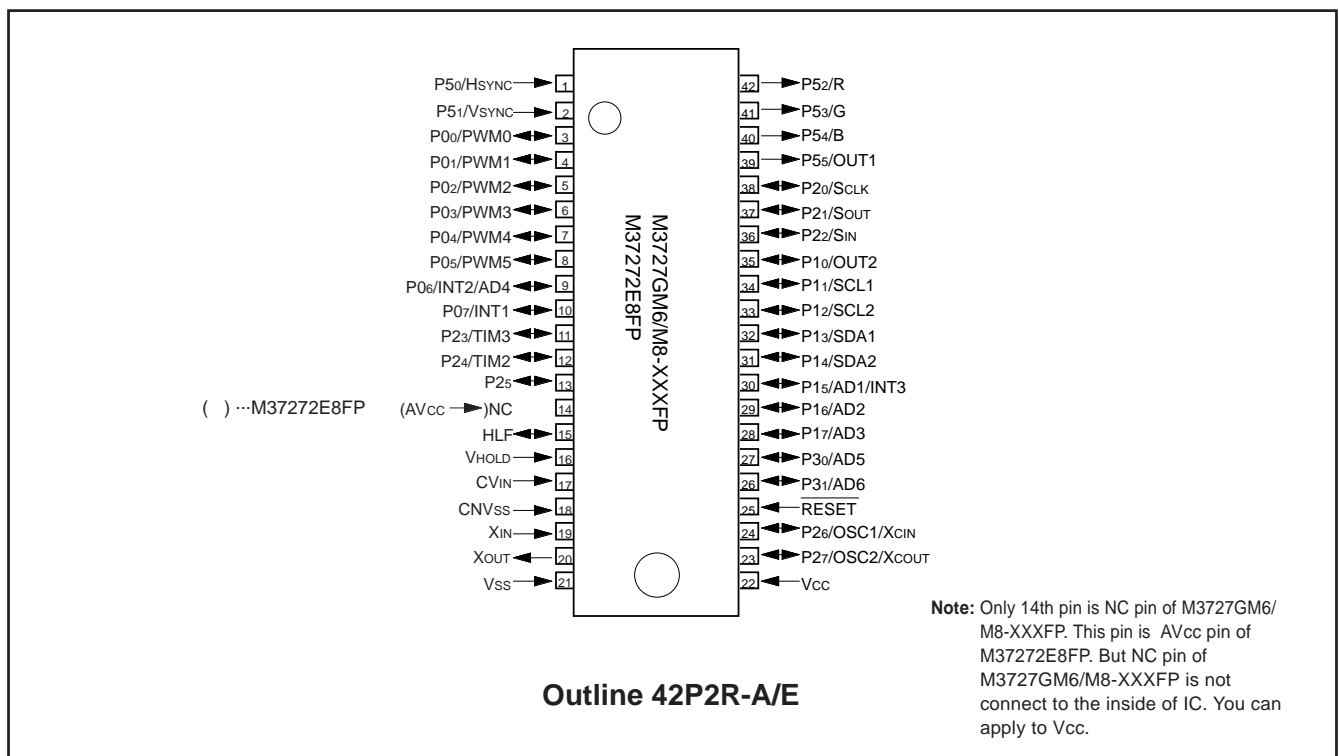 P50/HSYNC 1
P51/VSYNC 2
P00/PWM0 3
P01/PWM1 4
P02/PWM2 5
P03/PWM3 6
P04/PWM4 7
P05/PWM5 8
P06/INT2/AD4 9
P07/INT1 10
P23/TIM3 11
P24/TIM2 12
P25 13
( ) ···M37272E8FP (AVCC )NC 14
HLF 15
VHOLD 16
CVIN 17
CNVSS 18
XIN 19
XOUT 20
VSS 21
M3727GM6/M8-XXXFP
M37272E8FP
42 P52/R
41 P53/G
40 P54/B
39 P55/OUT1
38 P20/SCLK
37 P21/SOUT
36 P22/SIN
35 P10/OUT2
34 P11/SCL1
33 P12/SCL2
32 P13/SDA1
31 P14/SDA2
30 P15/AD1/INT3
29 P16/AD2
28 P17/AD3
27 P30/AD5
26 P31/AD6
25 RESET
24 P26/OSC1/XCIN
23 P27/OSC2/XCOUT
22 VCC
Note: Only 14th pin is NC pin of M3727GM6/
M8-XXXFP. This pin is AVcc pin of
M37272E8FP. But NC pin of
M3727GM6/M8-XXXFP is not
connect to the inside of IC. You can
apply to Vcc.
Outline 42P2R-A/E